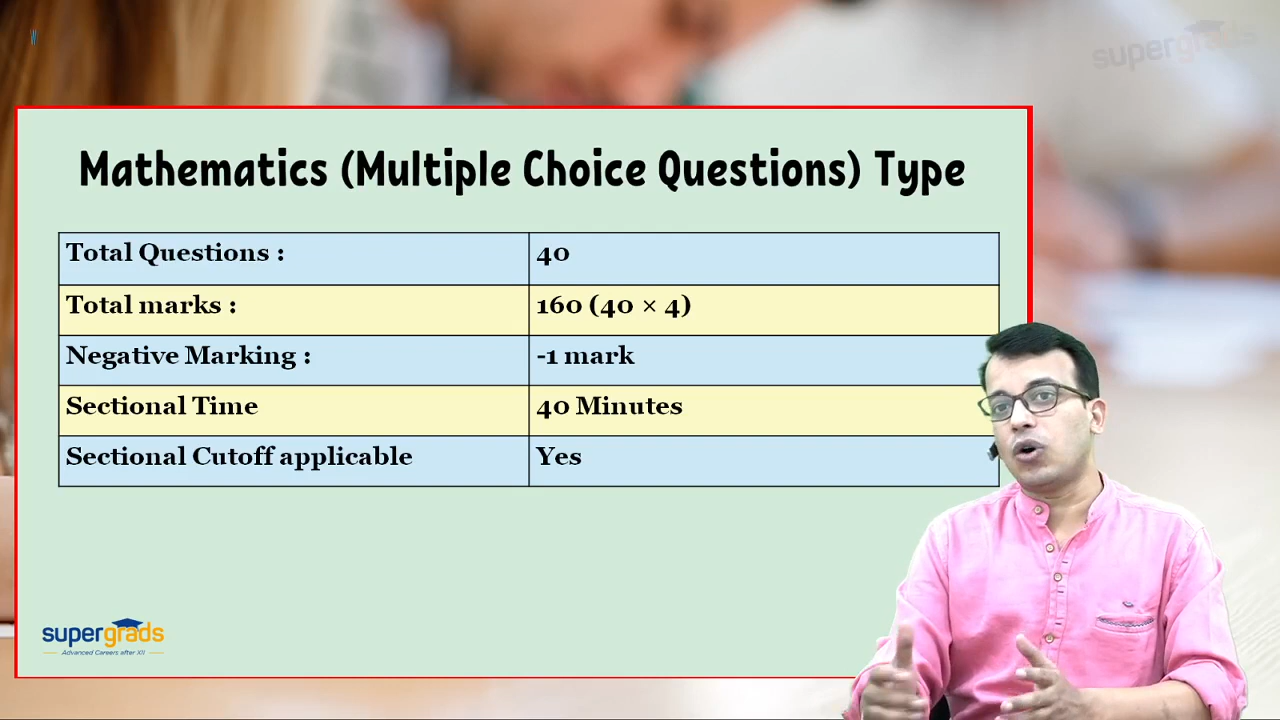 supergrads
Mathematics (Multiple Choice Questions) Type
Total Questions : 40
Total marks : 160 (40 × 4)
Negative Marking : -1 mark
Sectional Time 40 Minutes
Sectional Cutoff applicable Yes
supergrads
Advanced Careers after XII